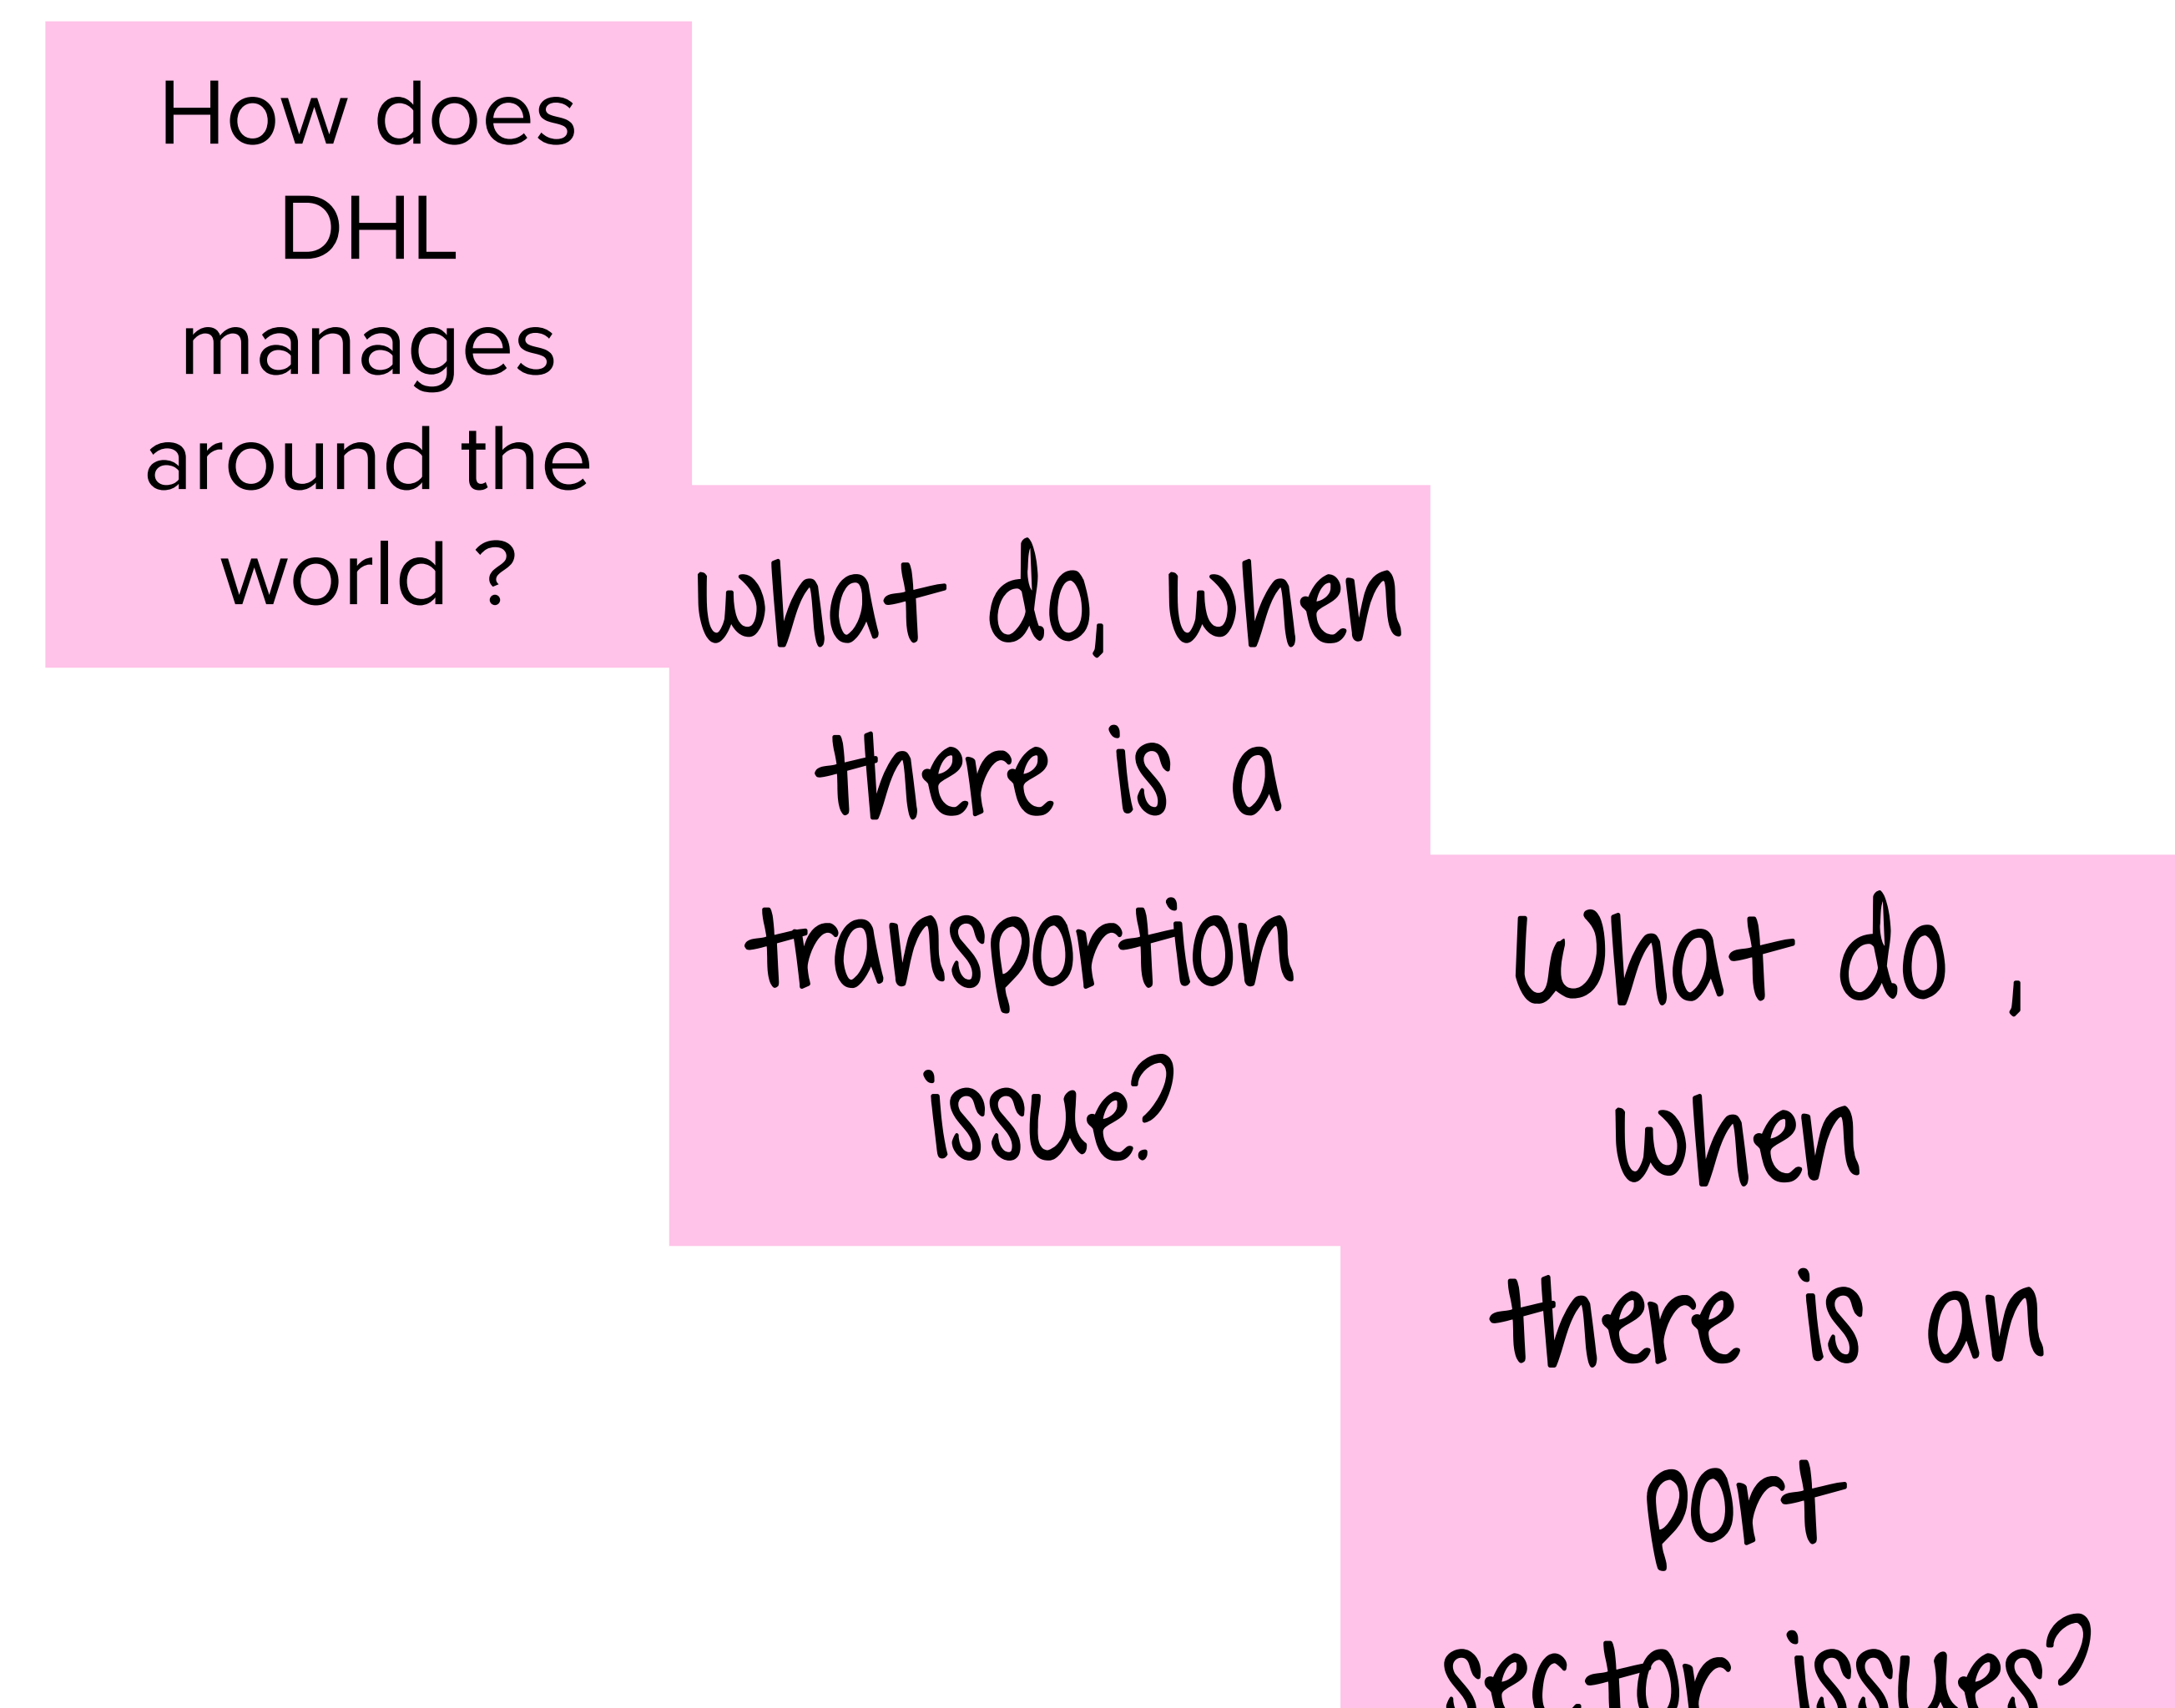 How does
DHL
manages
around the
world ?
what do, when
there is a
transportion
issue?
What do ,
when
there is an
port
sector issues?